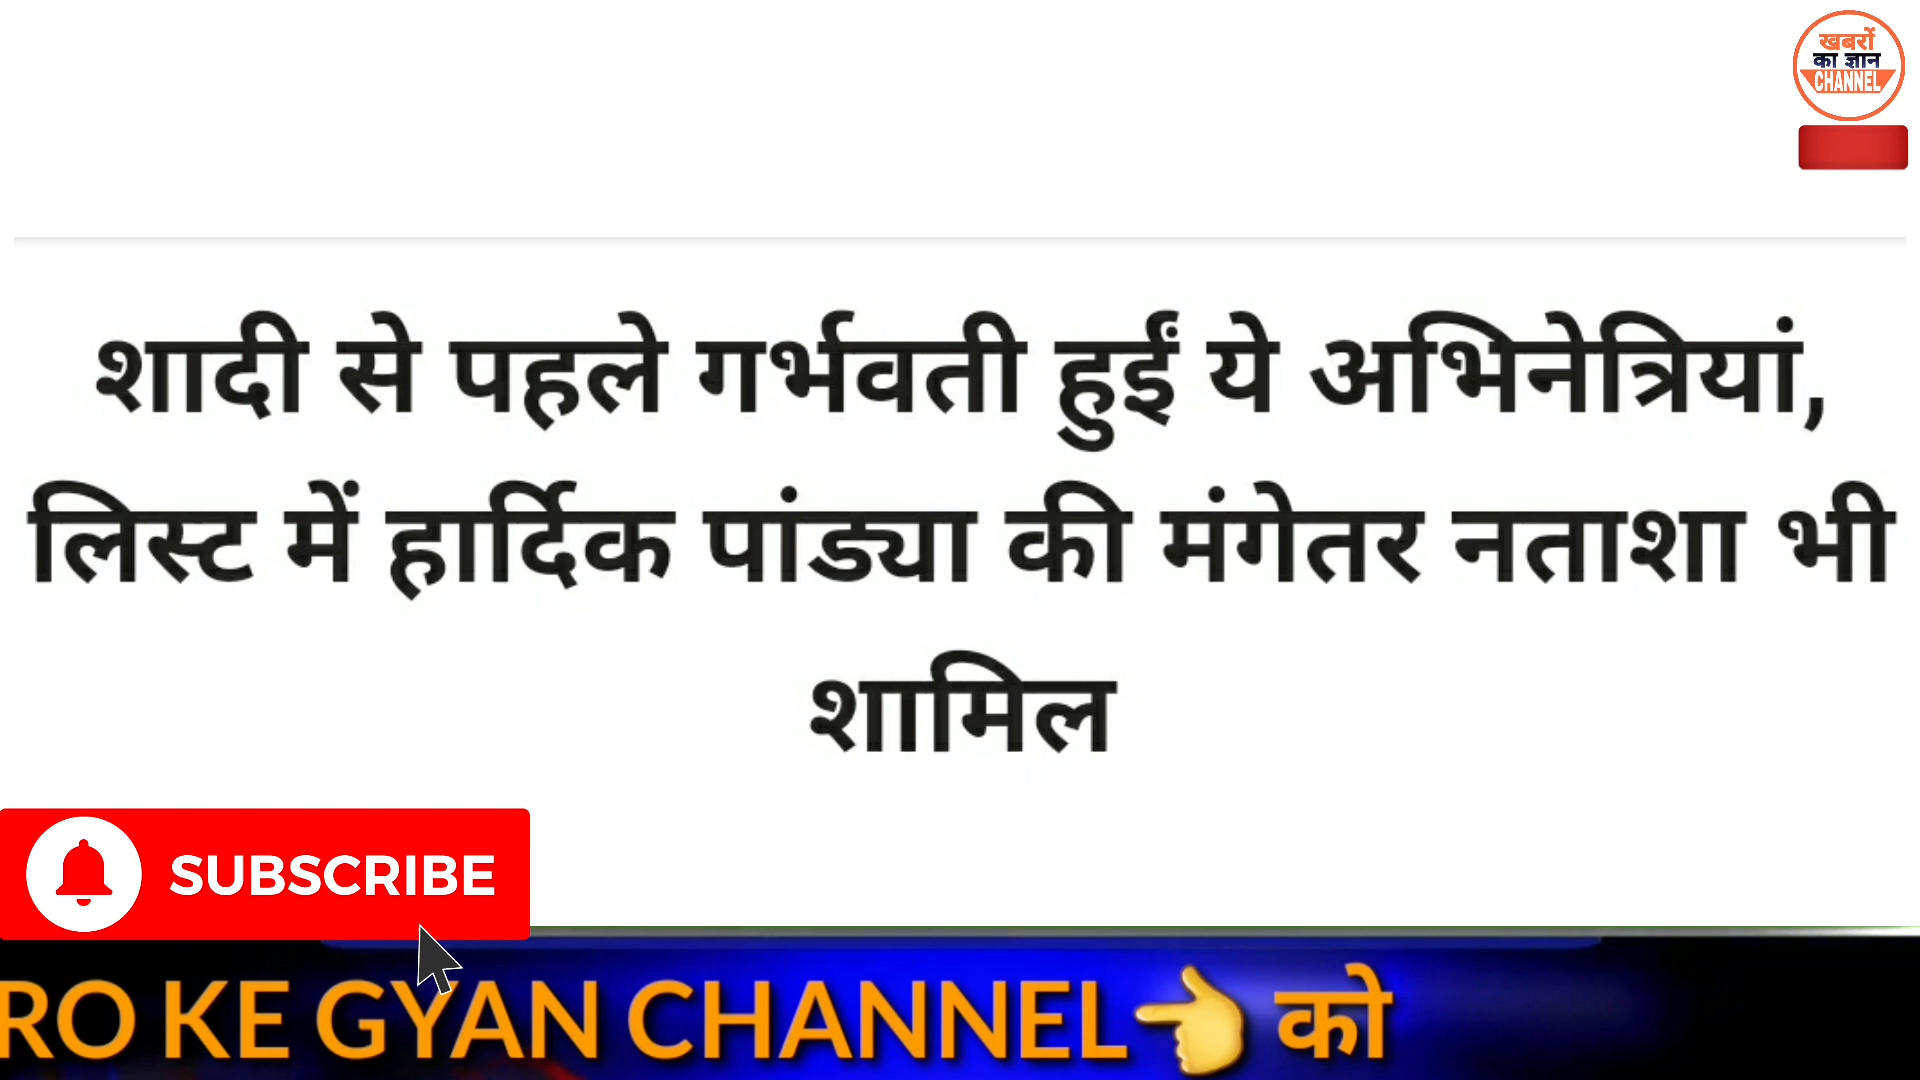 खबरों
का ज्ञान
CHANNEL
शादी से पहले गर्भवती हुईं ये अभिनेत्रियां,
लिस्ट में हार्दिक पांड्या की मंगेतर नताशा भी
शामिल
SUBSCRIBE
RO KE GYAN CHANNEL👈 को